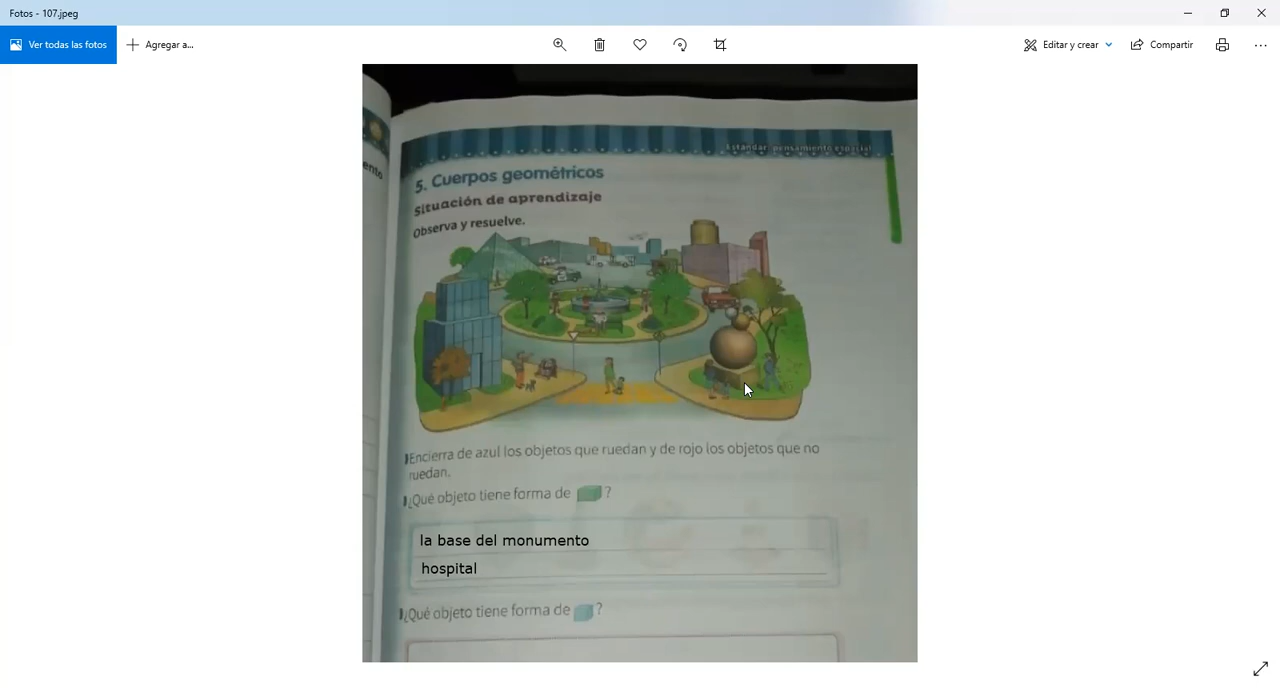 Fotos - 107.jpeg
Ver todas las fotos
Agregar a...
Editar y crear
Compartir
Estándar: pensamiento espacial
5. Cuerpos geométricos
Situación de aprendizaje
Observa y resuelve.
Encierra de azul los objetos que ruedan y de rojo los objetos que no
ruedan.
¿Qué objeto tiene forma de ?
la base del monumento
hospital
¿Qué objeto tiene forma de ?